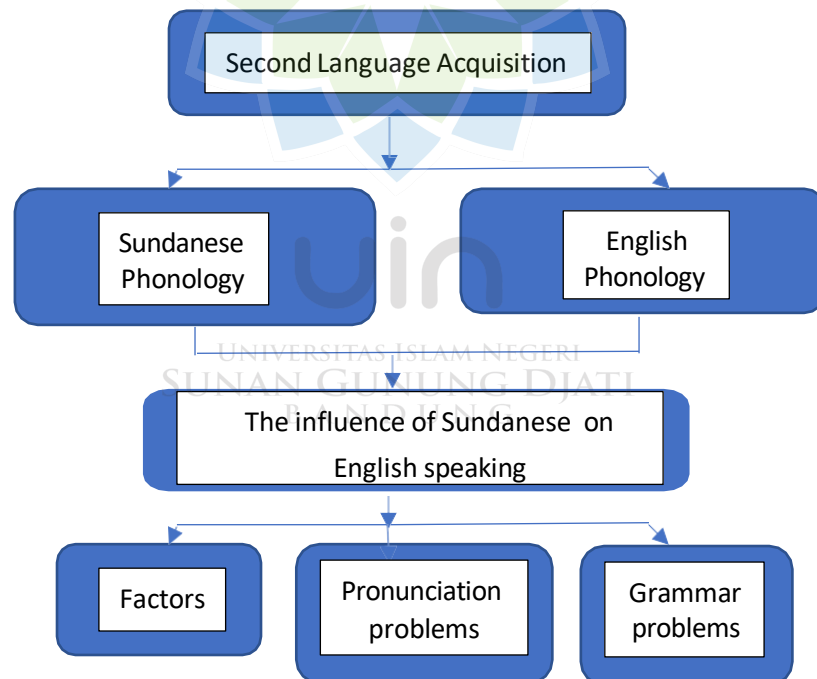 Second Language Acquisition
Sundanese
Phonology
English
Phonology
uin
UNIVERSITAS ISLAM NEGERI
SUNAN GUNUNG DJATI
BANDUNG
The influence of Sundanese on
English speaking
Factors
Pronunciation
problems
Grammar
problems